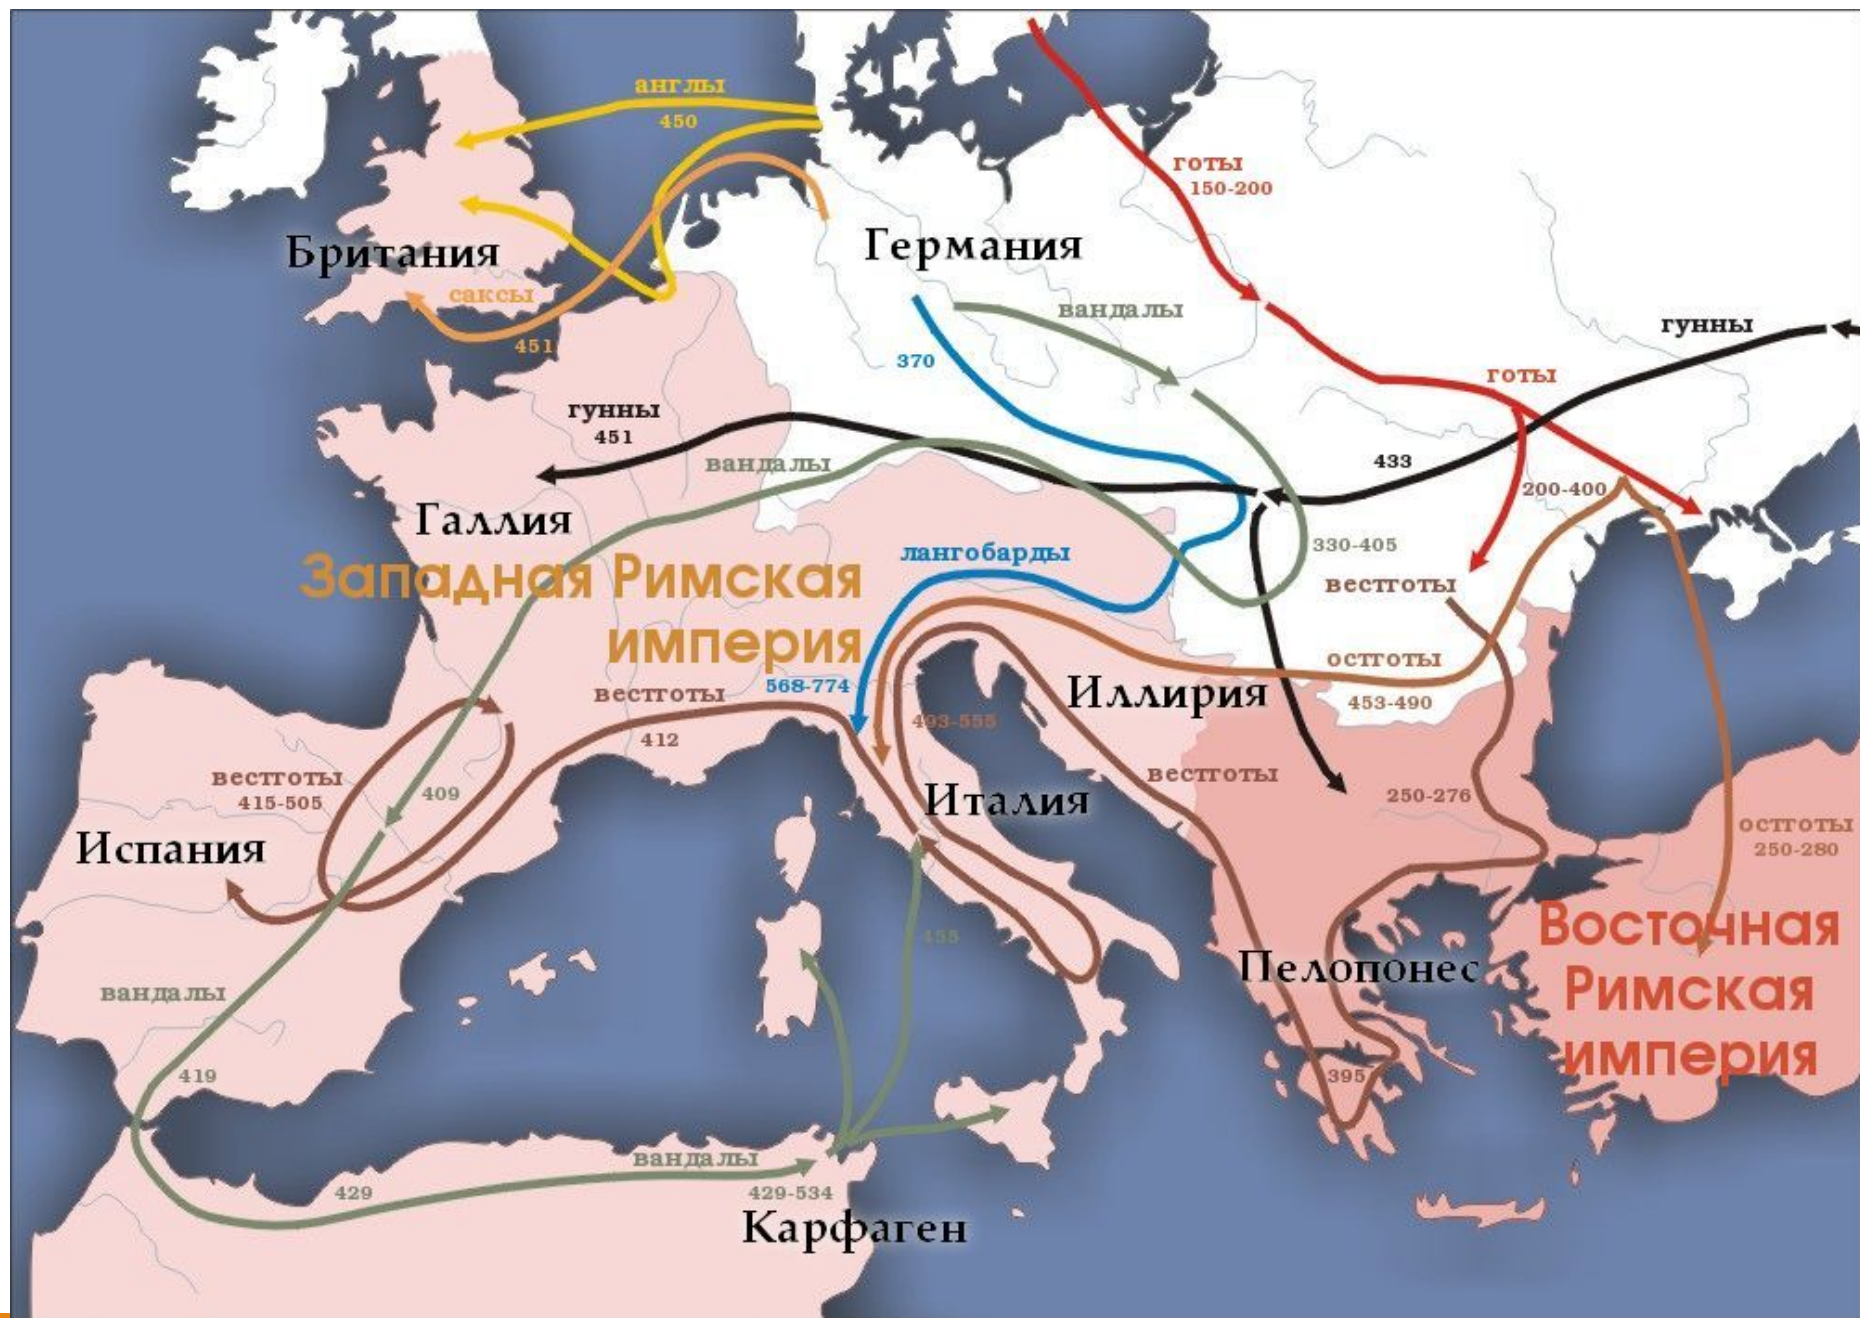 англы
450
готы
150-200
Британия
Германия
саксы
451
вандалы
370
гунны
готы
гунны
451
433
вандалы
200-400
Галлия
лангобарды
330-405
Западная Римская
империя
вестготы
остготы
453-490
вестготы
412
568-774
Иллирия
493-555
вестготы
415-505
409
вестготы
250-276
Италия
Испания
остготы
250-280
455
Восточная
Римская
империя
Пелопонес
вандалы
419
395
вандалы
429
429-534
Карфаген